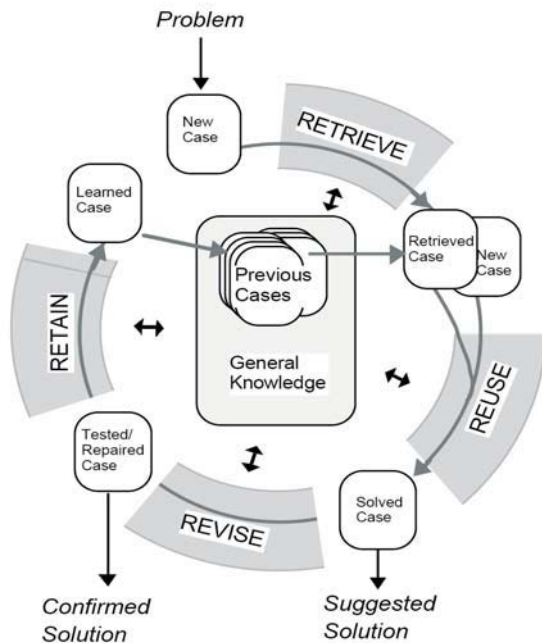 Problem
New
Case
RETRIEVE
Learned
Case
Retrieved
Case
New
Case
Previous
Cases
General
Knowledge
RETAIN
REUSE
Tested/
Repaired
Case
REVISE
Solved
Case
Confirmed
Solution
Suggested
Solution